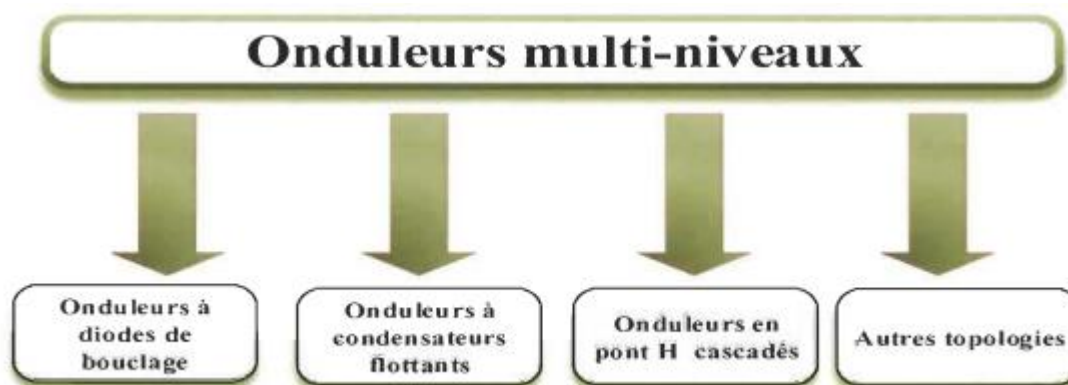 Onduleurs multi-niveaux
Onduleurs à
diodes de
bouclage
Onduleurs à
condensateurs
flottants
Onduleurs en
pont H cascadés
Autres topologies